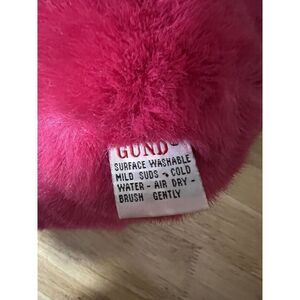 GUND®
SURFACE WASHABLE
MILD SUDS - COLD
WATER - AIR DRY -
BRUSH GENTLY